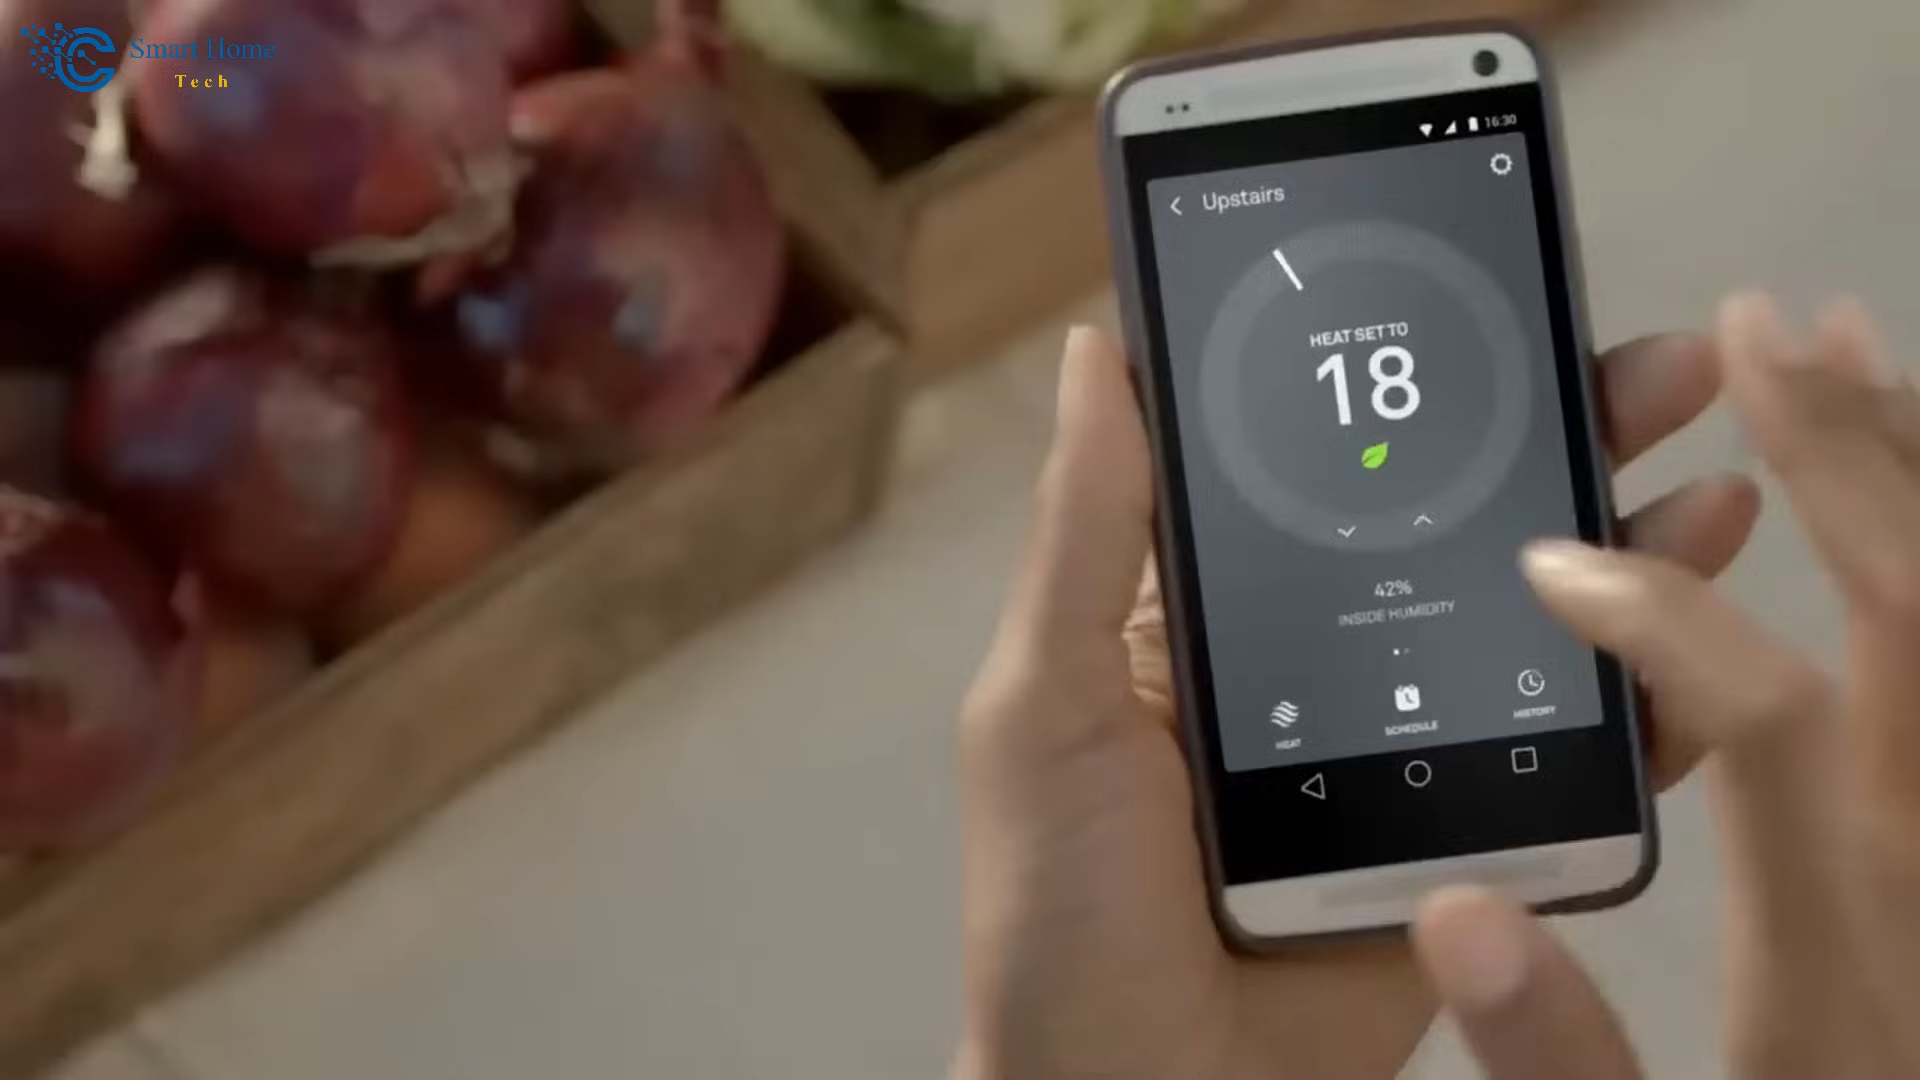 Smart Home
Tech
16:30
Upstairs
HEAT SET TO
18
42%
INSIDE HUMIDITY
HEAT
SCHEDULE
HISTORY